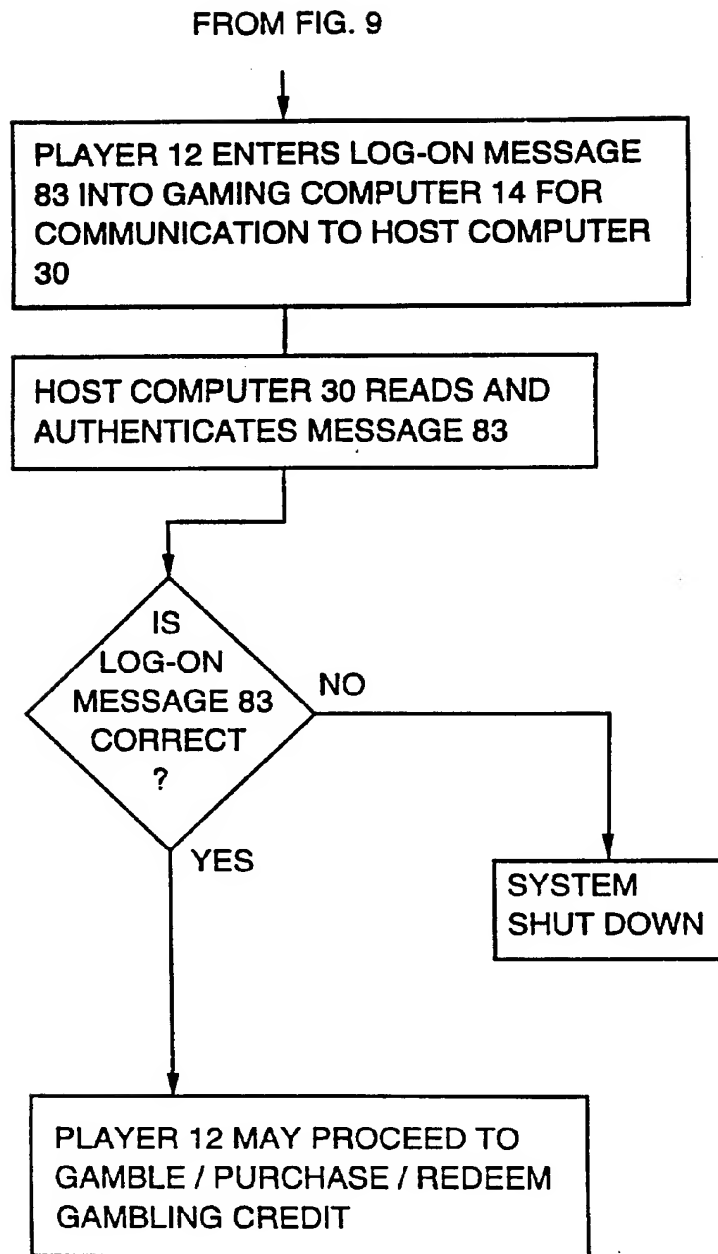 FROM FIG. 9
PLAYER 12 ENTERS LOG-ON MESSAGE
83 INTO GAMING COMPUTER 14 FOR
COMMUNICATION TO HOST COMPUTER
30
HOST COMPUTER 30 READS AND
AUTHENTICATES MESSAGE 83
IS
LOG-ON
MESSAGE 83
CORRECT
?
NO
YES
SYSTEM
SHUT DOWN
PLAYER 12 MAY PROCEED TO
GAMBLE / PURCHASE / REDEEM
GAMBLING CREDIT